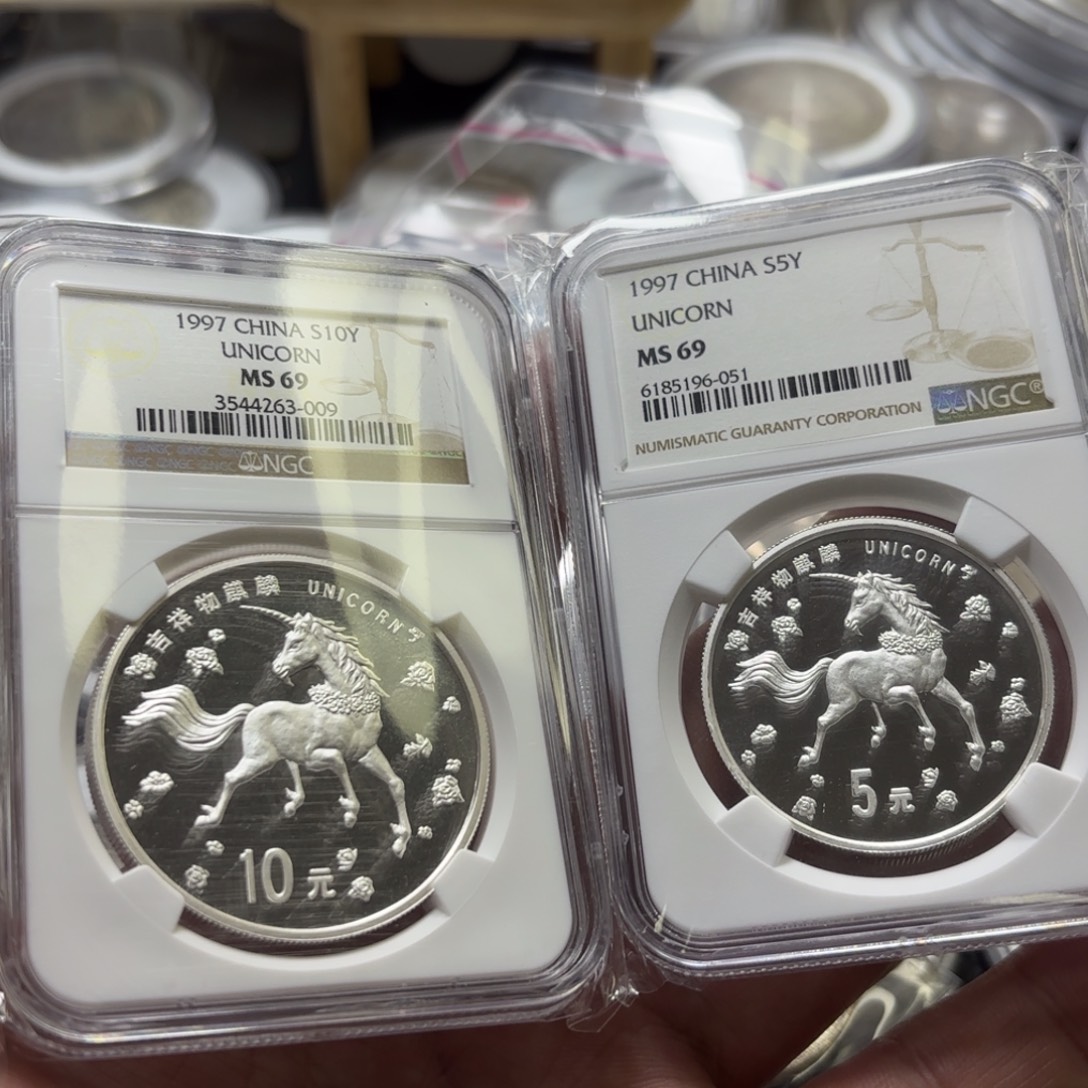 1997 CHINA S10Y
UNICORN
MS 69
3544263-009
NGC
吉祥物麒麟 UNICORN
10元
1997 CHINA S5Y
UNICORN
MS 69
6185196-051
NGC®
NUMISMATIC GUARANTY CORPORATION
吉祥物麒麟 UNICORN
5元